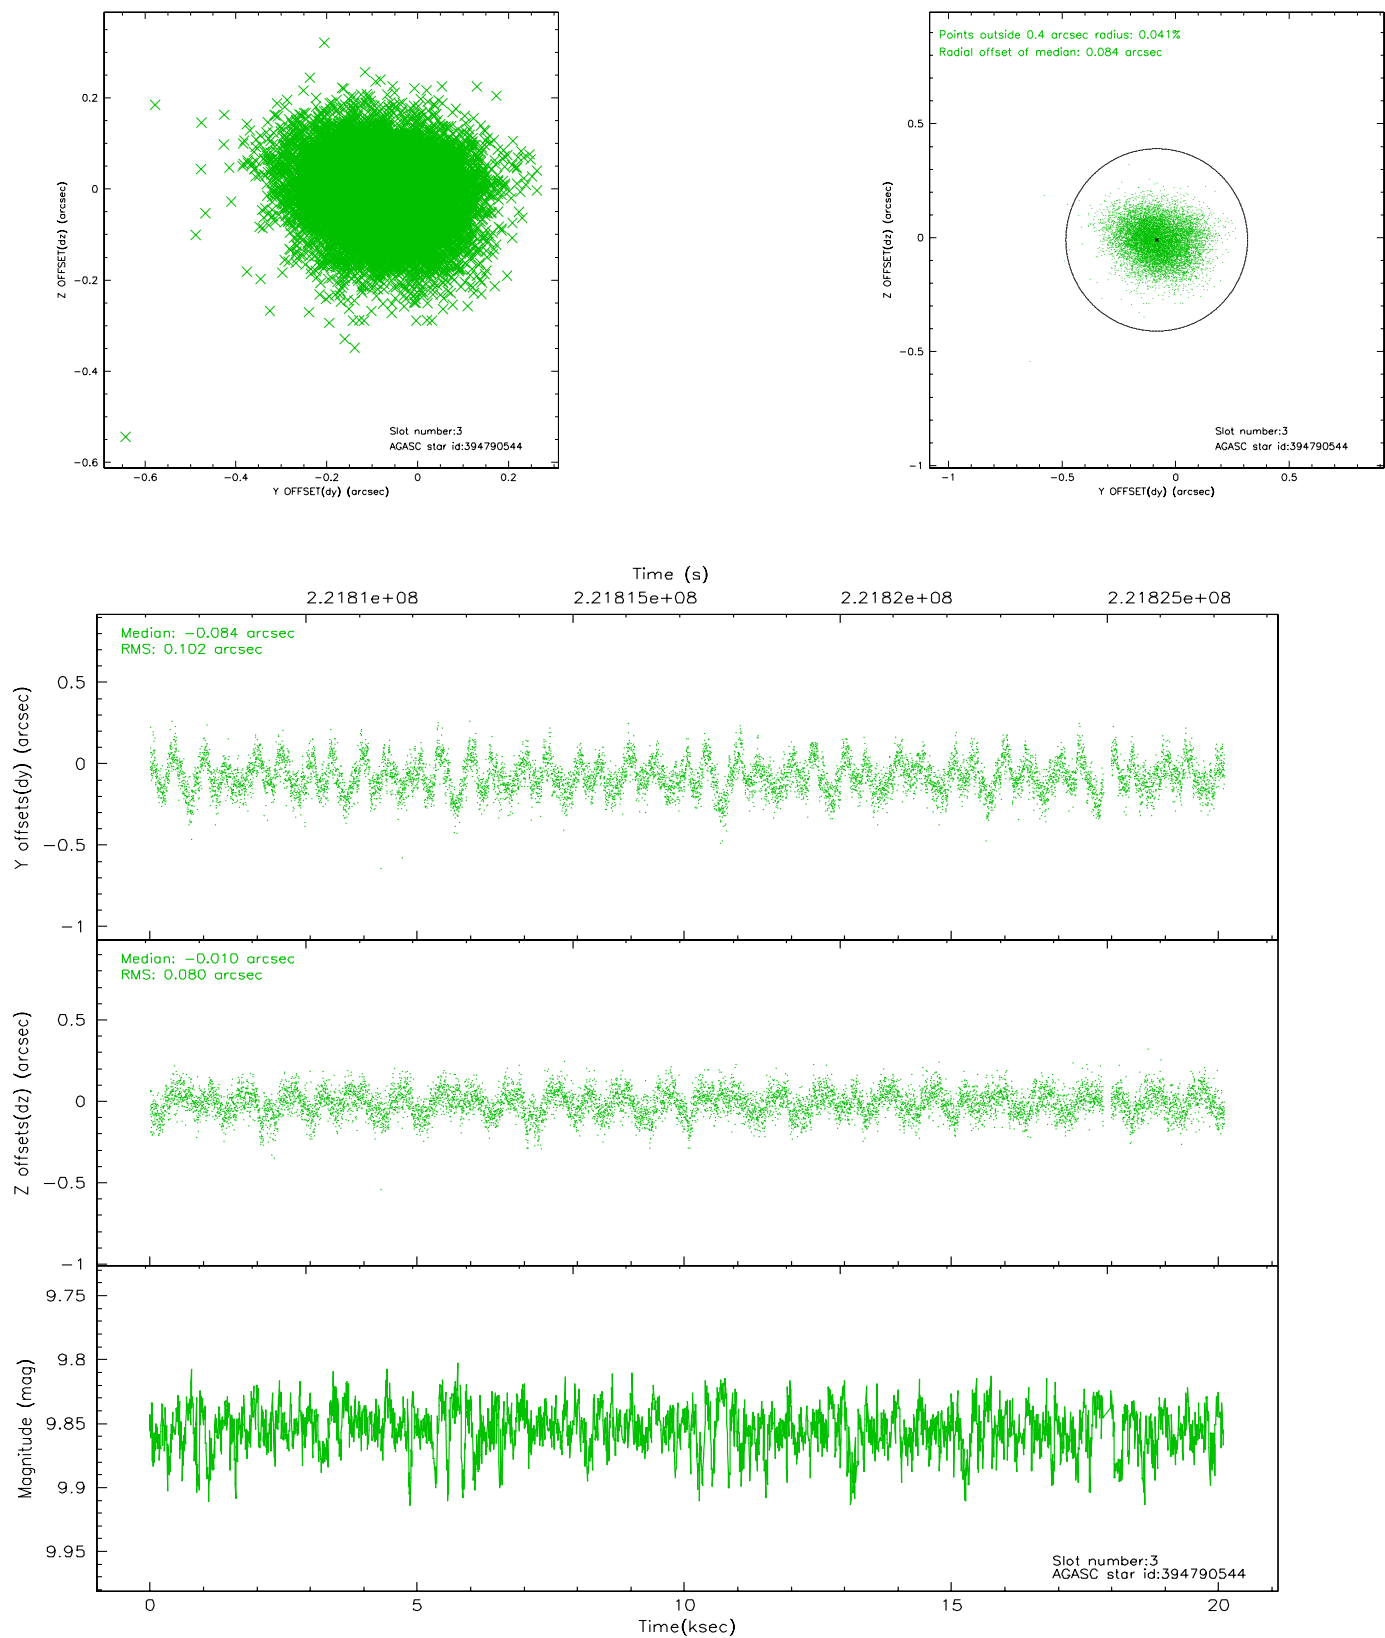 0.2
0
-0.2
-0.4
-0.6
Z OFFSET(dz) (arcsec)
Slot number:3
AGASC star id:394790544
-0.6 -0.4 -0.2 0 0.2
Y OFFSET(dy) (arcsec)
Points outside 0.4 arcsec radius: 0.041%
Radial offset of median: 0.084 arcsec
0.5
0
-0.5
-1
Z OFFSET(dz) (arcsec)
Slot number:3
AGASC star id:394790544
-1 -0.5 0 0.5
Y OFFSET(dy) (arcsec)
Time (s)
2.2181e+08 2.21815e+08 2.2182e+08 2.21825e+08
Median: -0.084 arcsec
RMS: 0.102 arcsec
0.5
0
-0.5
-1
Y offsets(dy) (arcsec)
Median: -0.010 arcsec
RMS: 0.080 arcsec
0.5
0
-0.5
-1
Z offsets(dz) (arcsec)
9.75
9.8
9.85
9.9
9.95
Magnitude (mag)
Slot number:3
AGASC star id:394790544
0 5 10 15 20
Time(ksec)